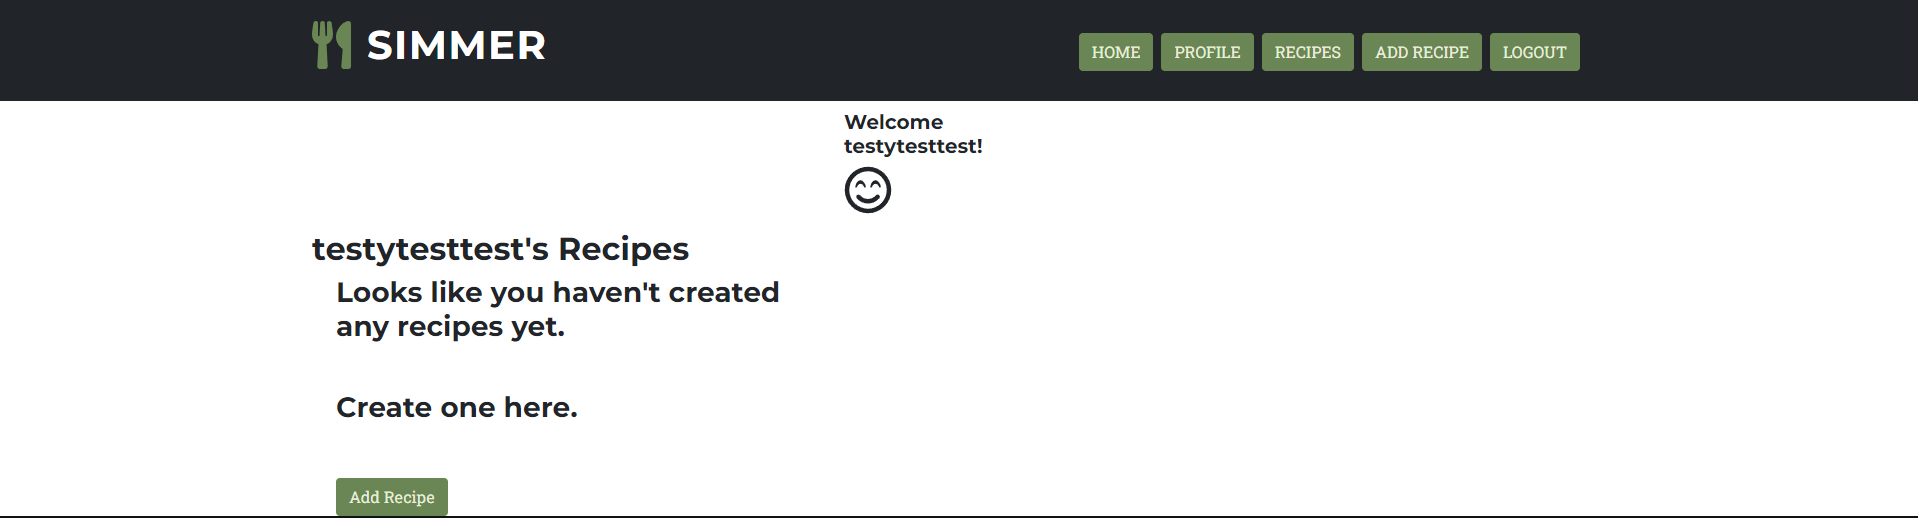 SIMMER
HOME PROFILE RECIPES ADD RECIPE LOGOUT
Welcome
testytesttest!
testytesttest's Recipes
Looks like you haven't created
any recipes yet.
Create one here.
Add Recipe